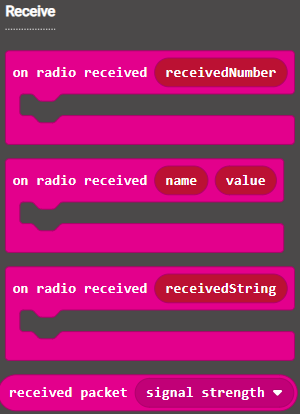 Receive
on radio received receivedNumber
on radio received name value
on radio received receivedString
received packet signal strength